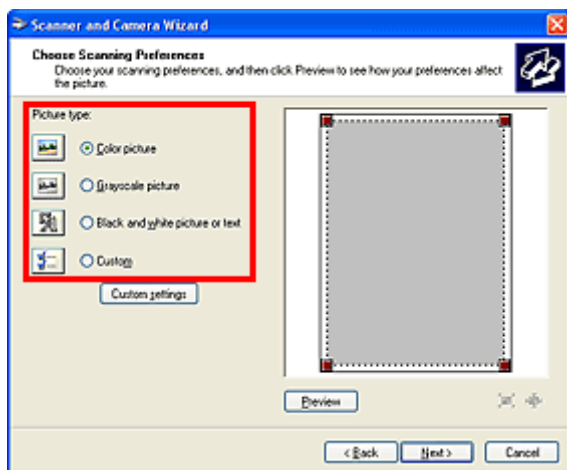 Scanner and Camera Wizard
Choose Scanning Preferences
Choose your scanning preferences, and then click Preview to see how your preferences affect
the picture.
Picture type:
Color picture
Grayscale picture
Black and white picture or text
Custom
Custom settings
Preview
< Back
Next >
Cancel